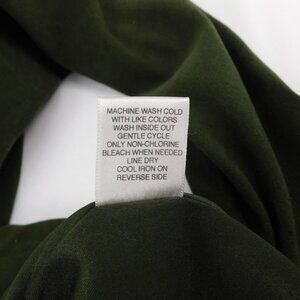 MACHINE WASH COLD
WITH LIKE COLORS
WASH INSIDE OUT
GENTLE CYCLE
ONLY NON-CHLORINE
BLEACH WHEN NEEDED
LINE DRY
COOL IRON ON
REVERSE SIDE